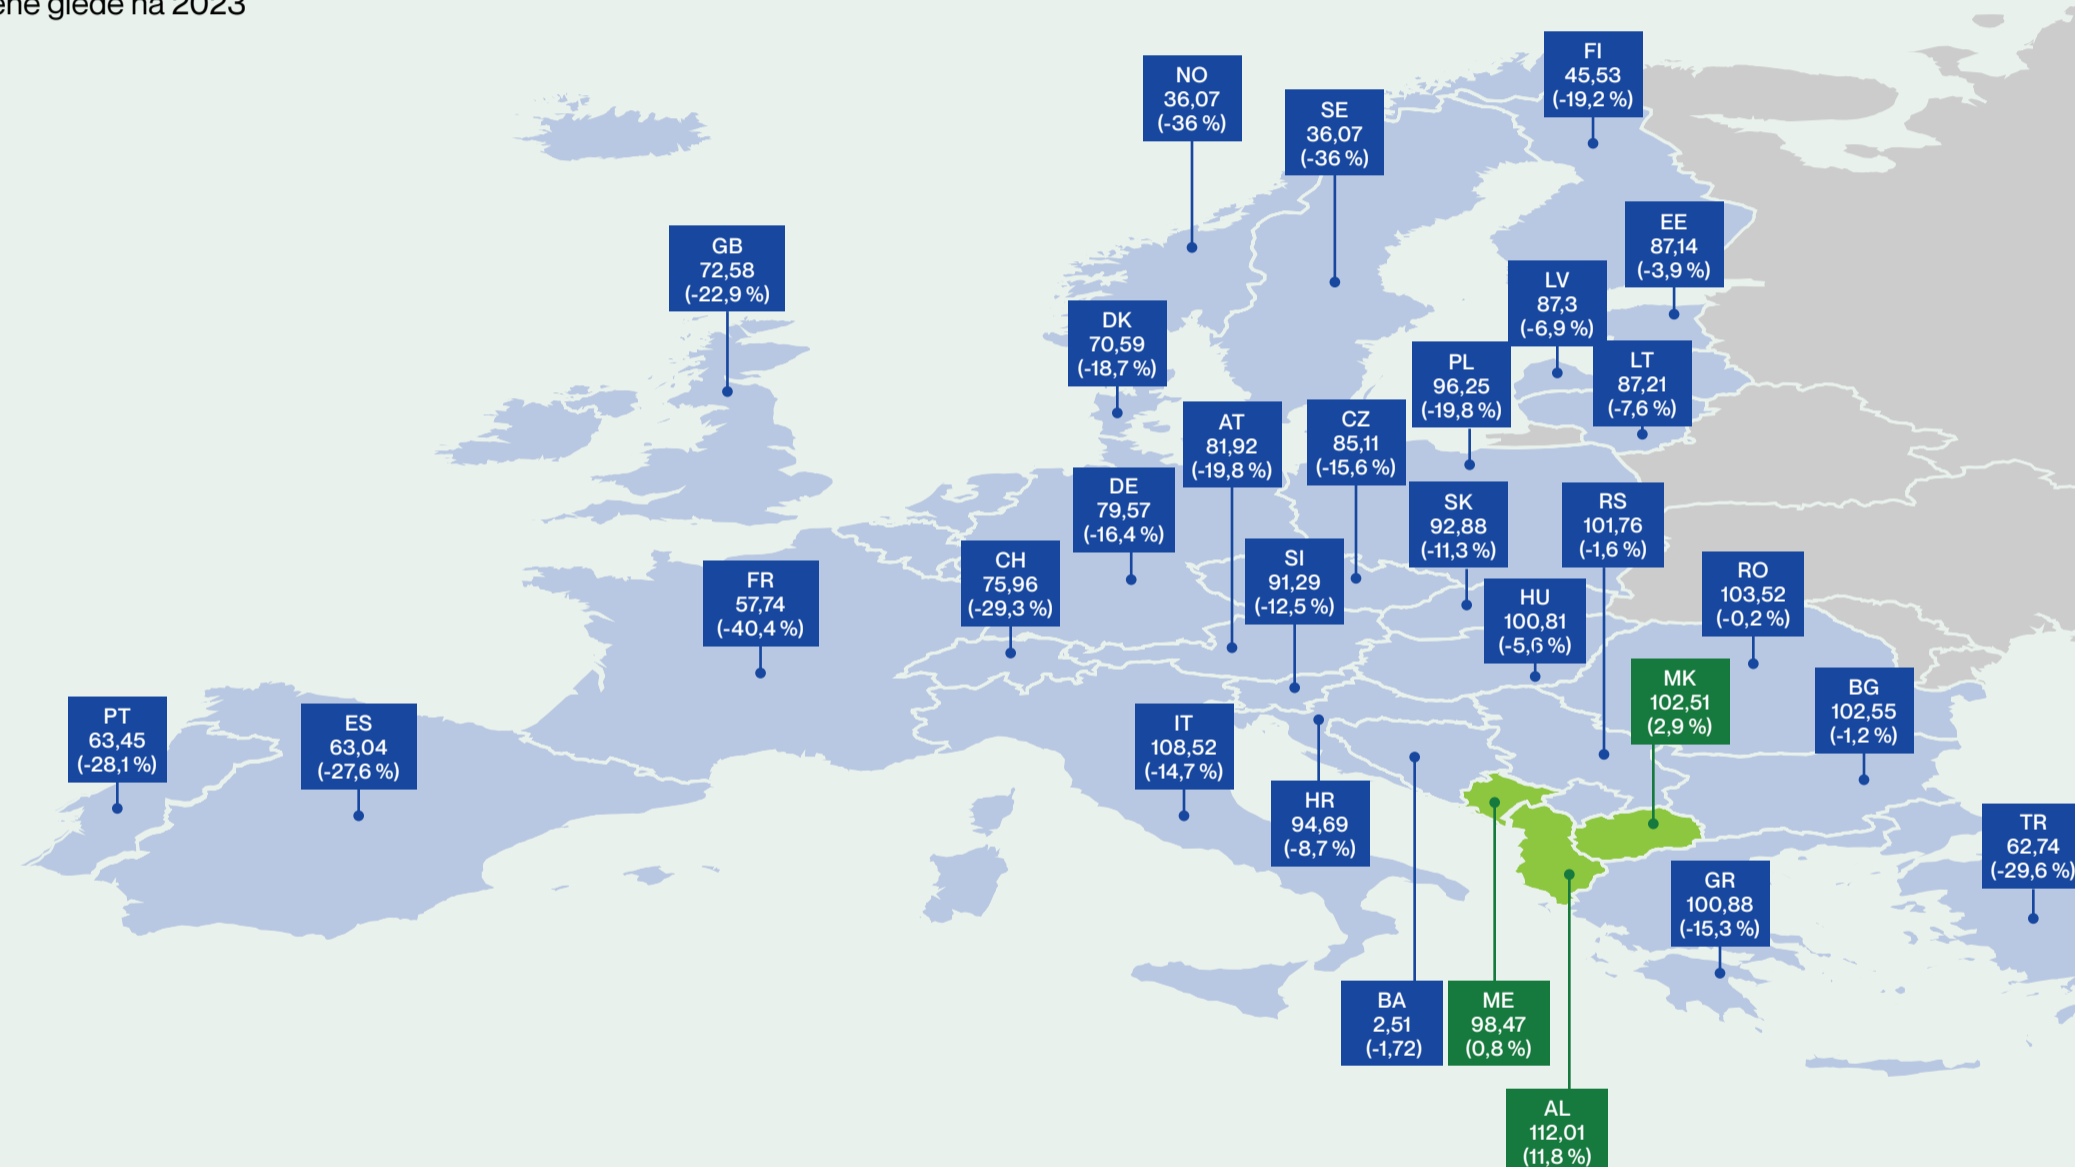 glede na 2023
FI
45,53
(-19,2 %)
NO
36,07
(-36 %)
SE
36,07
(-36 %)
EE
87,14
(-3,9 %)
GB
72,58
(-22,9 %)
LV
87,3
(-6,9 %)
DK
70,59
(-18,7 %)
PL
96,25
(-19,8 %)
LT
87,21
(-7,6 %)
AT
81,92
(-19,8 %)
CZ
85,11
(-15,6 %)
DE
79,57
(-16,4 %)
SK
92,88
(-11,3 %)
RS
101,76
(-1,6 %)
CH
75,96
(-29,3 %)
SI
91,29
(-12,5 %)
RO
103,52
(-0,2 %)
FR
57,74
(-40,4 %)
HU
100,81
(-5,6 %)
MK
102,51
(2,9 %)
BG
102,55
(-1,2 %)
PT
63,45
(-28,1 %)
ES
63,04
(-27,6 %)
IT
108,52
(-14,7 %)
HR
94,69
(-8,7 %)
TR
62,74
(-29,6 %)
GR
100,88
(-15,3 %)
BA
2,51
(-1,72)
ME
98,47
(0,8 %)
AL
112,01
(11,8 %)